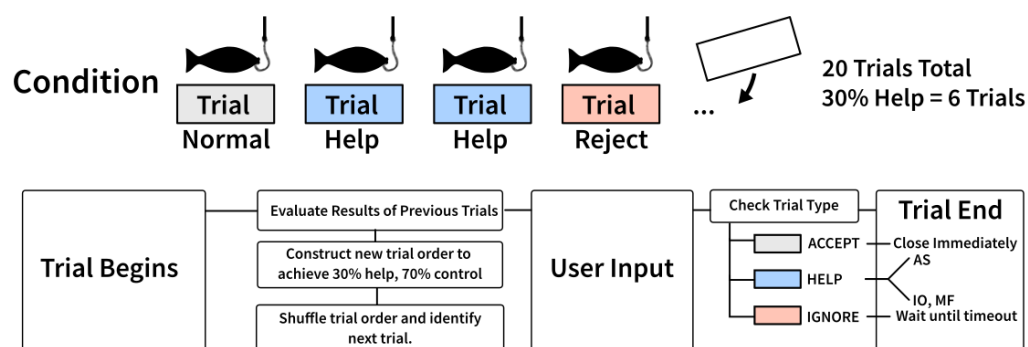 Condition
Trial
Normal
Trial
Help
Trial
Help
Trial
Reject
...
20 Trials Total
30% Help = 6 Trials
Trial Begins
Evaluate Results of Previous Trials
Construct new trial order to
achieve 30% help, 70% control
Shuffle trial order and identify
next trial.
User Input
Check Trial Type
ACCEPT
HELP
IGNORE
Trial End
Close Immediately
AS
IO, MF
Wait until timeout